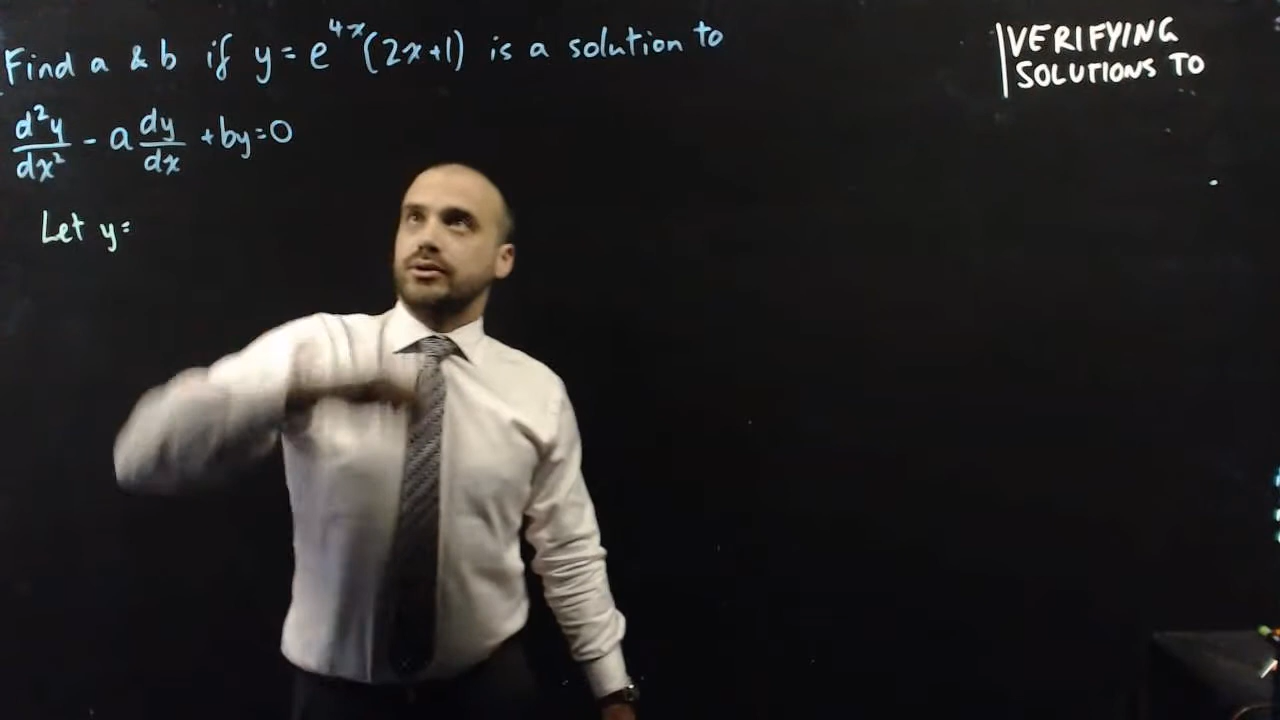 Find a & b if y = e^{4x}(2x+1) is a solution to
d²y/dx² - a dy/dx + by = 0
Let y =
VERIFYING
SOLUTIONS TO